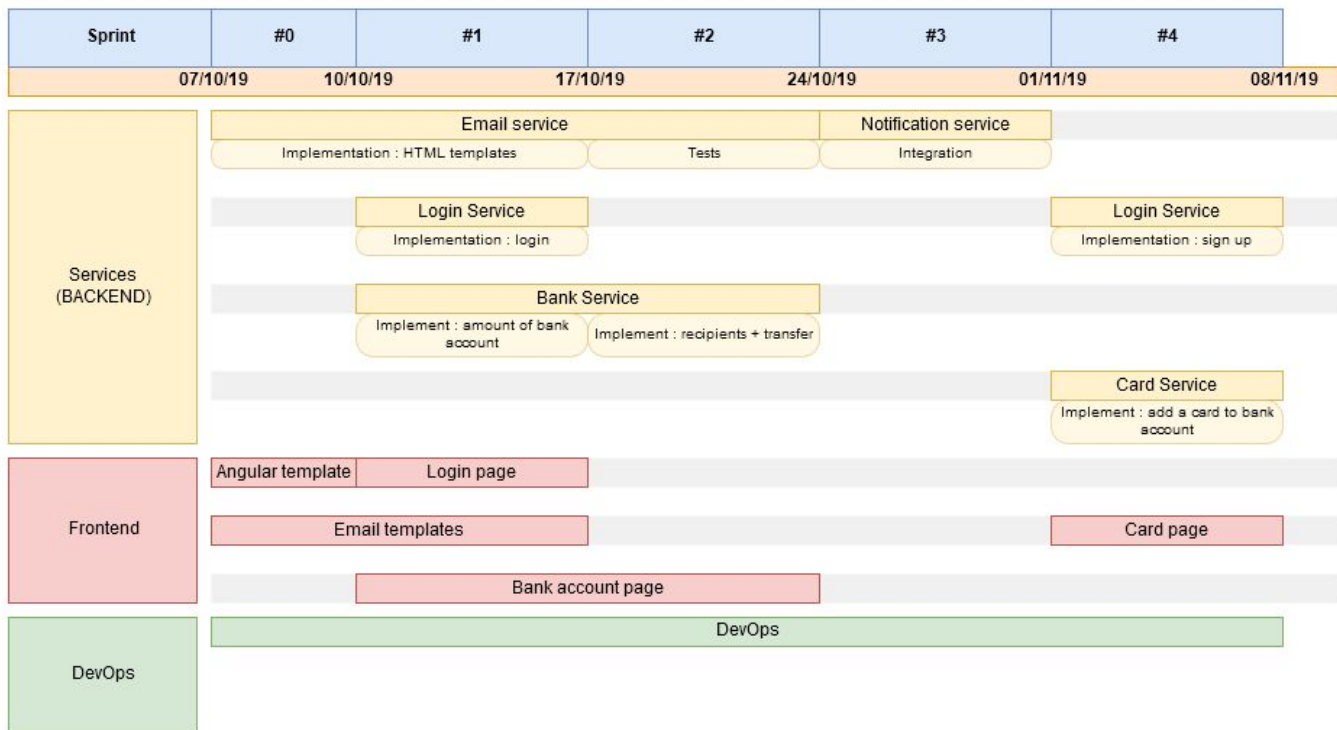 Sprint #0 #1 #2 #3 #4
07/10/19 10/10/19 17/10/19 24/10/19 01/11/19 08/11/19
Services
(BACKEND)
Email service Notification service
Implementation : HTML templates Tests Integration
Login Service Login Service
Implementation : login Implementation : sign up
Bank Service
Implement : amount of bank
account
Implement : recipients + transfer
Card Service
Implement : add a card to bank
account
Frontend
Angular template Login page
Email templates Card page
Bank account page
DevOps
DevOps